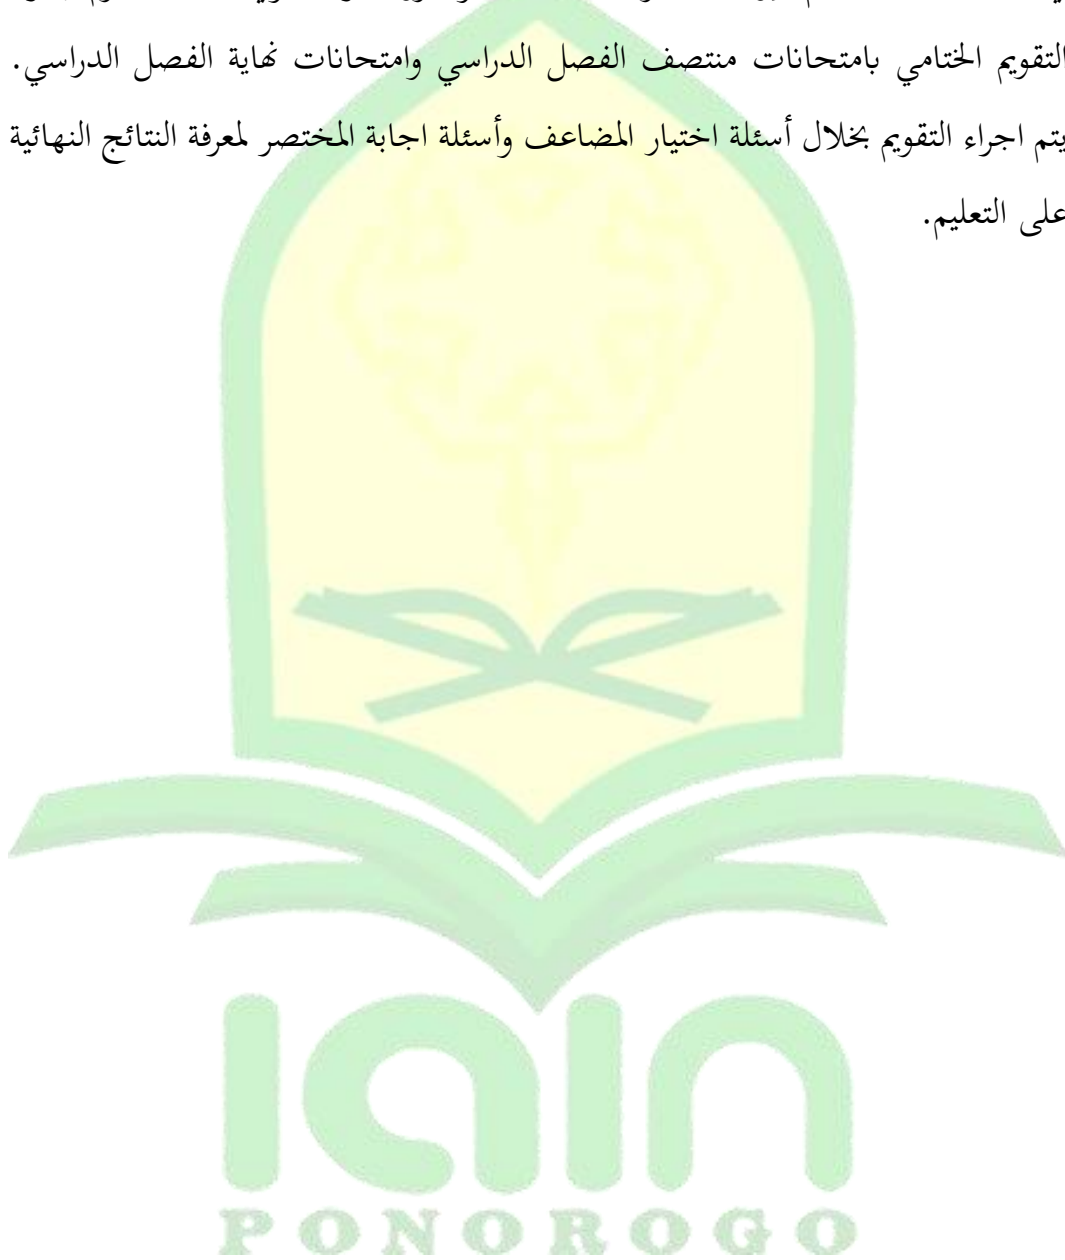 التقويم الختامي بامتحانات منتصف الفصل الدراسي وامتحانات نهاية الفصل الدراسي.
يتم اجراء التقويم بخلال أسئلة اختيار المضاعف وأسئلة اجابة المختصر لمعرفة النتائج النهائية
على التعليم.
iain
PONOROGO